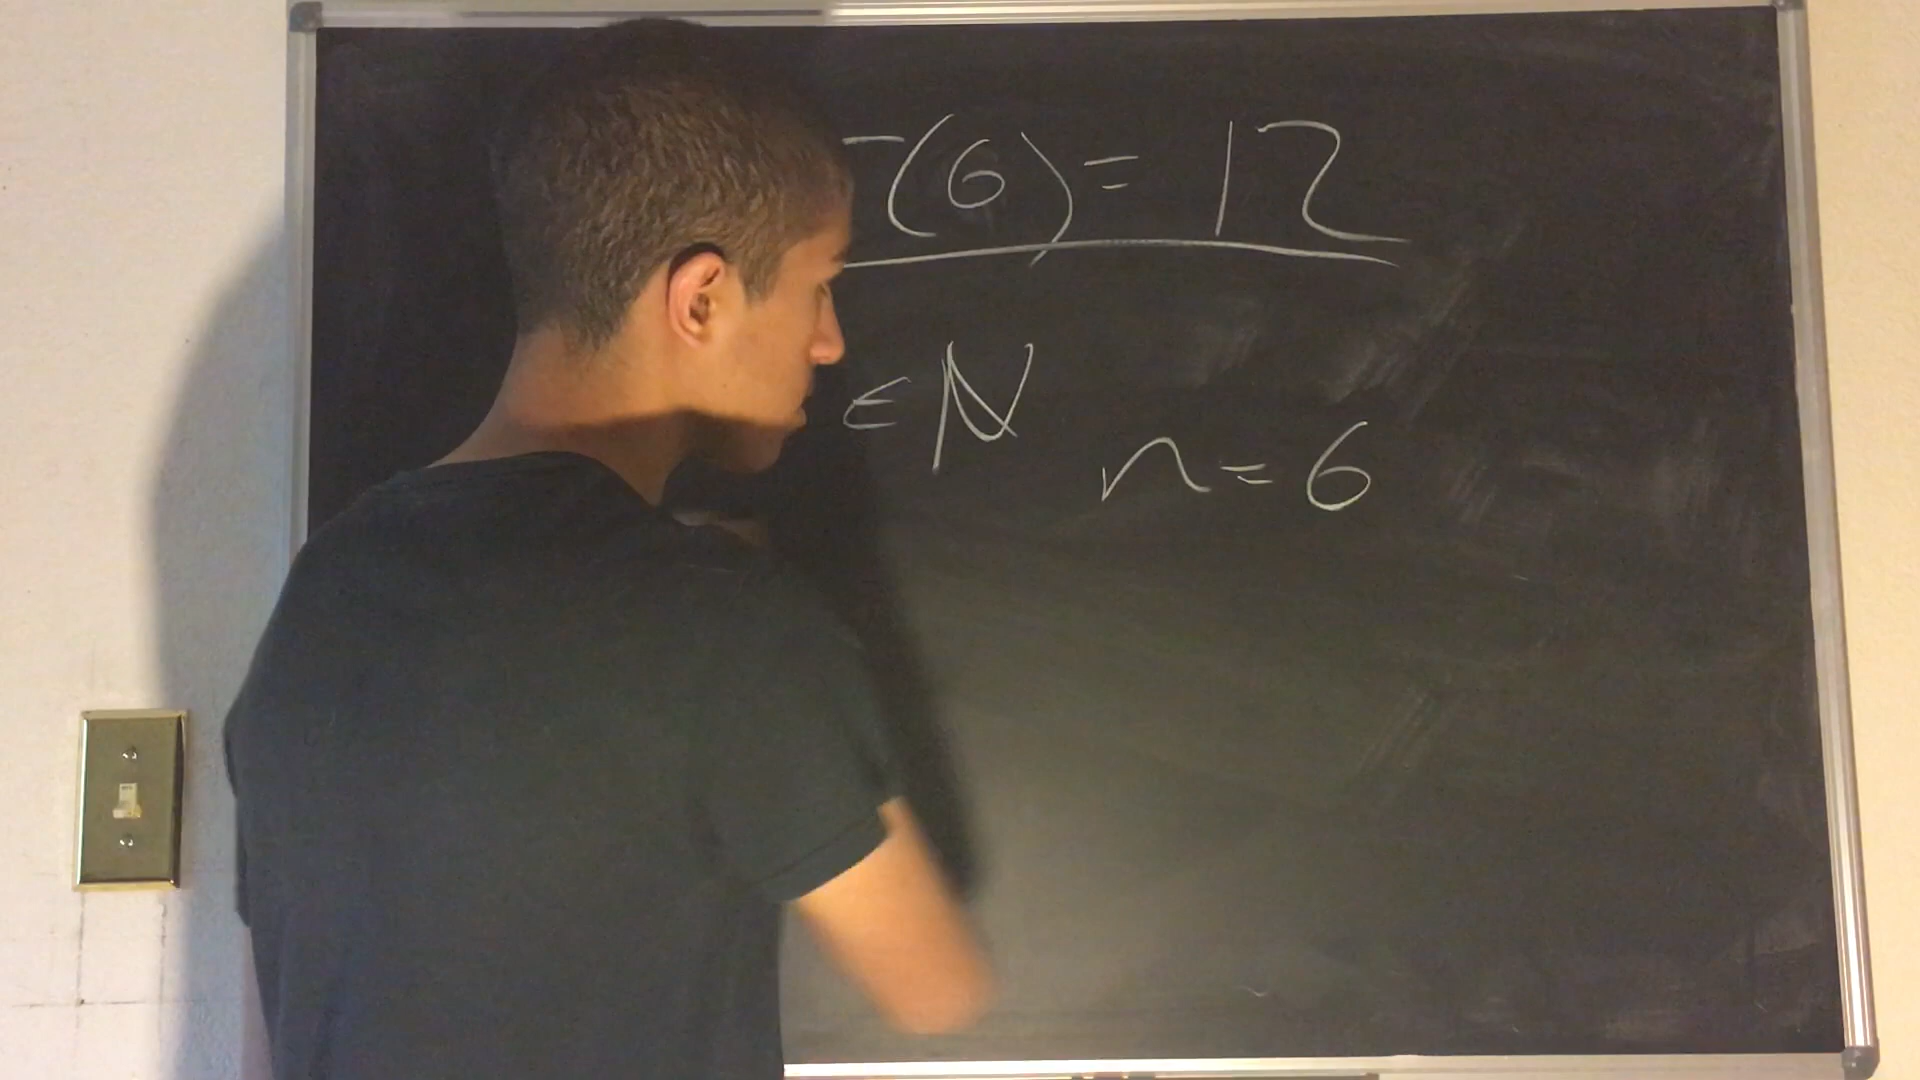 (6) = 12
∈ N
n = 6